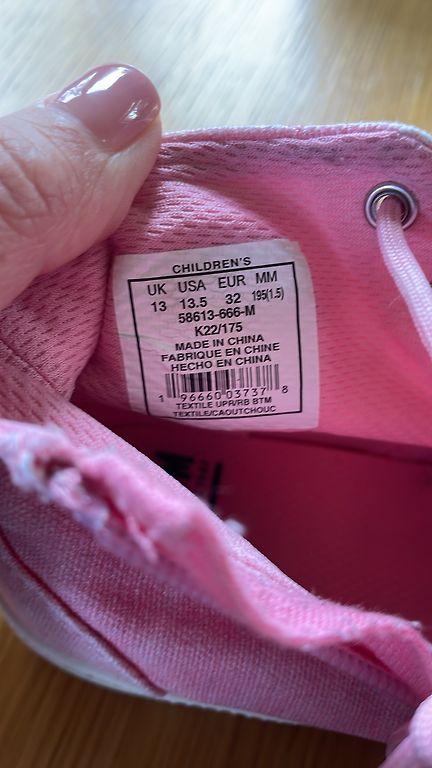 CHILDREN'S
UK USA EUR MM
13 13.5 32 195(1.5)
58613-666-M
K22/175
MADE IN CHINA
FABRIQUE EN CHINE
HECHO EN CHINA
1 96660 03737 8
TEXTILE UPR/RB BTM
TEXTILE/CAOUTCHOUC